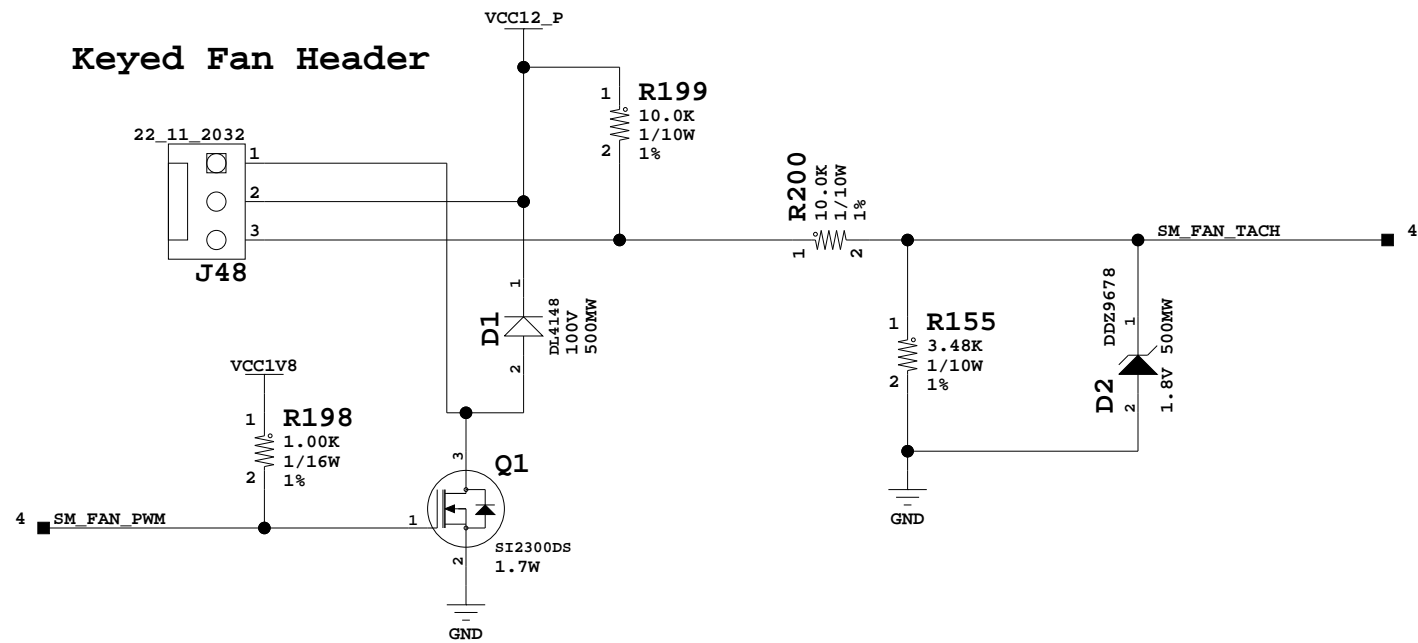 VCC12_P
Keyed Fan Header
22_11_2032
1
2
3
J48
1
R199
10.0K
1/10W
1%
2
R200
10.0K
1/10W
1%
1
2
SM_FAN_TACH
4
1
D1
DL4148
100V
500MW
2
1
R155
3.48K
1/10W
1%
2
DDZ9678
1
D2
1.8V 500MW
2
GND
VCC1V8
1
R198
1.00K
1/16W
1%
2
4
SM_FAN_PWM
3
Q1
1
2
SI2300DS
1.7W
GND